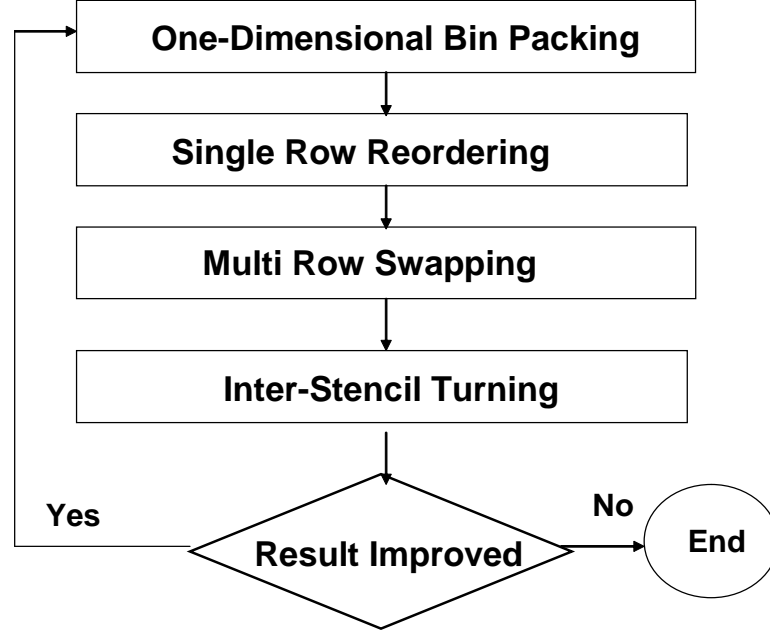 One-Dimensional Bin Packing
Single Row Reordering
Multi Row Swapping
Inter-Stencil Turning
Yes
No
Result Improved
End